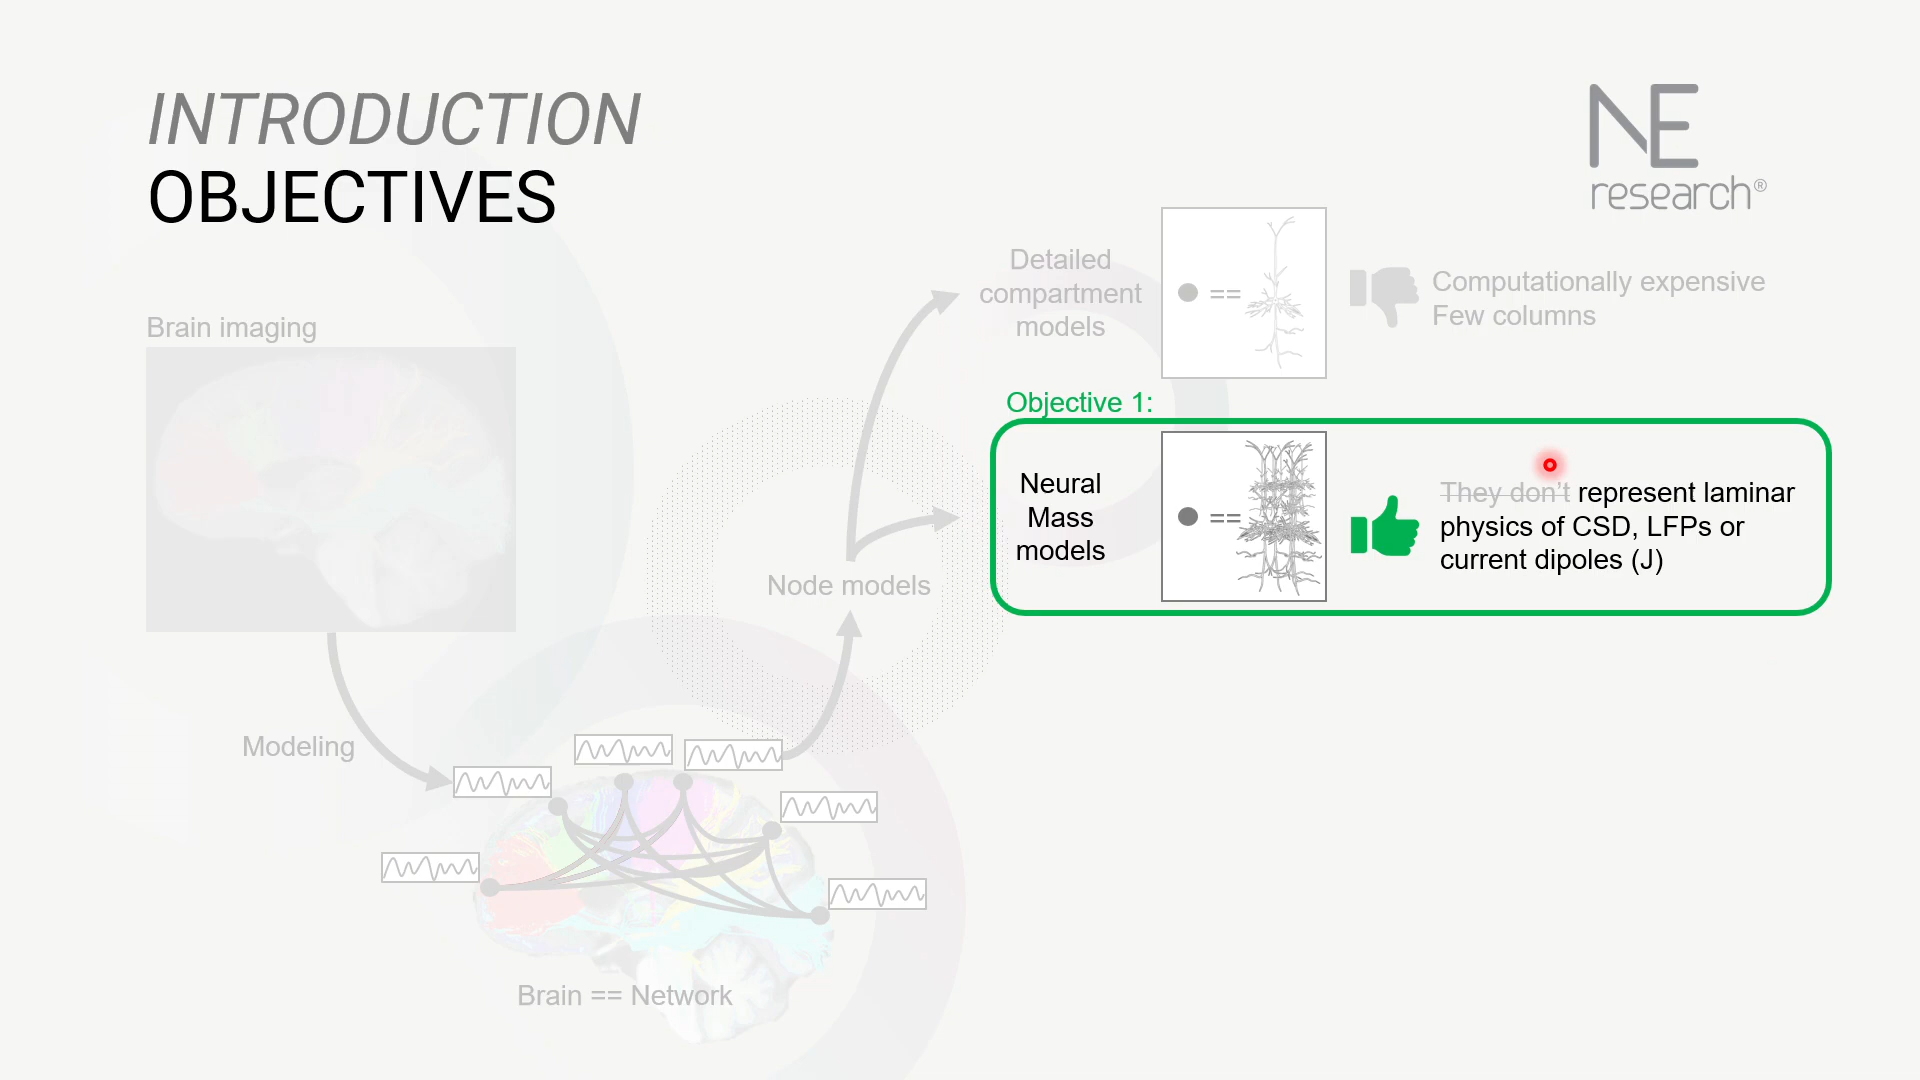 INTRODUCTION
OBJECTIVES
NE
research®
Brain imaging
Modeling
Brain == Network
Node models
Detailed
compartment
models
==
Computationally expensive
Few columns
Objective 1:
Neural
Mass
models
==
They don't represent laminar
physics of CSD, LFPs or
current dipoles (J)